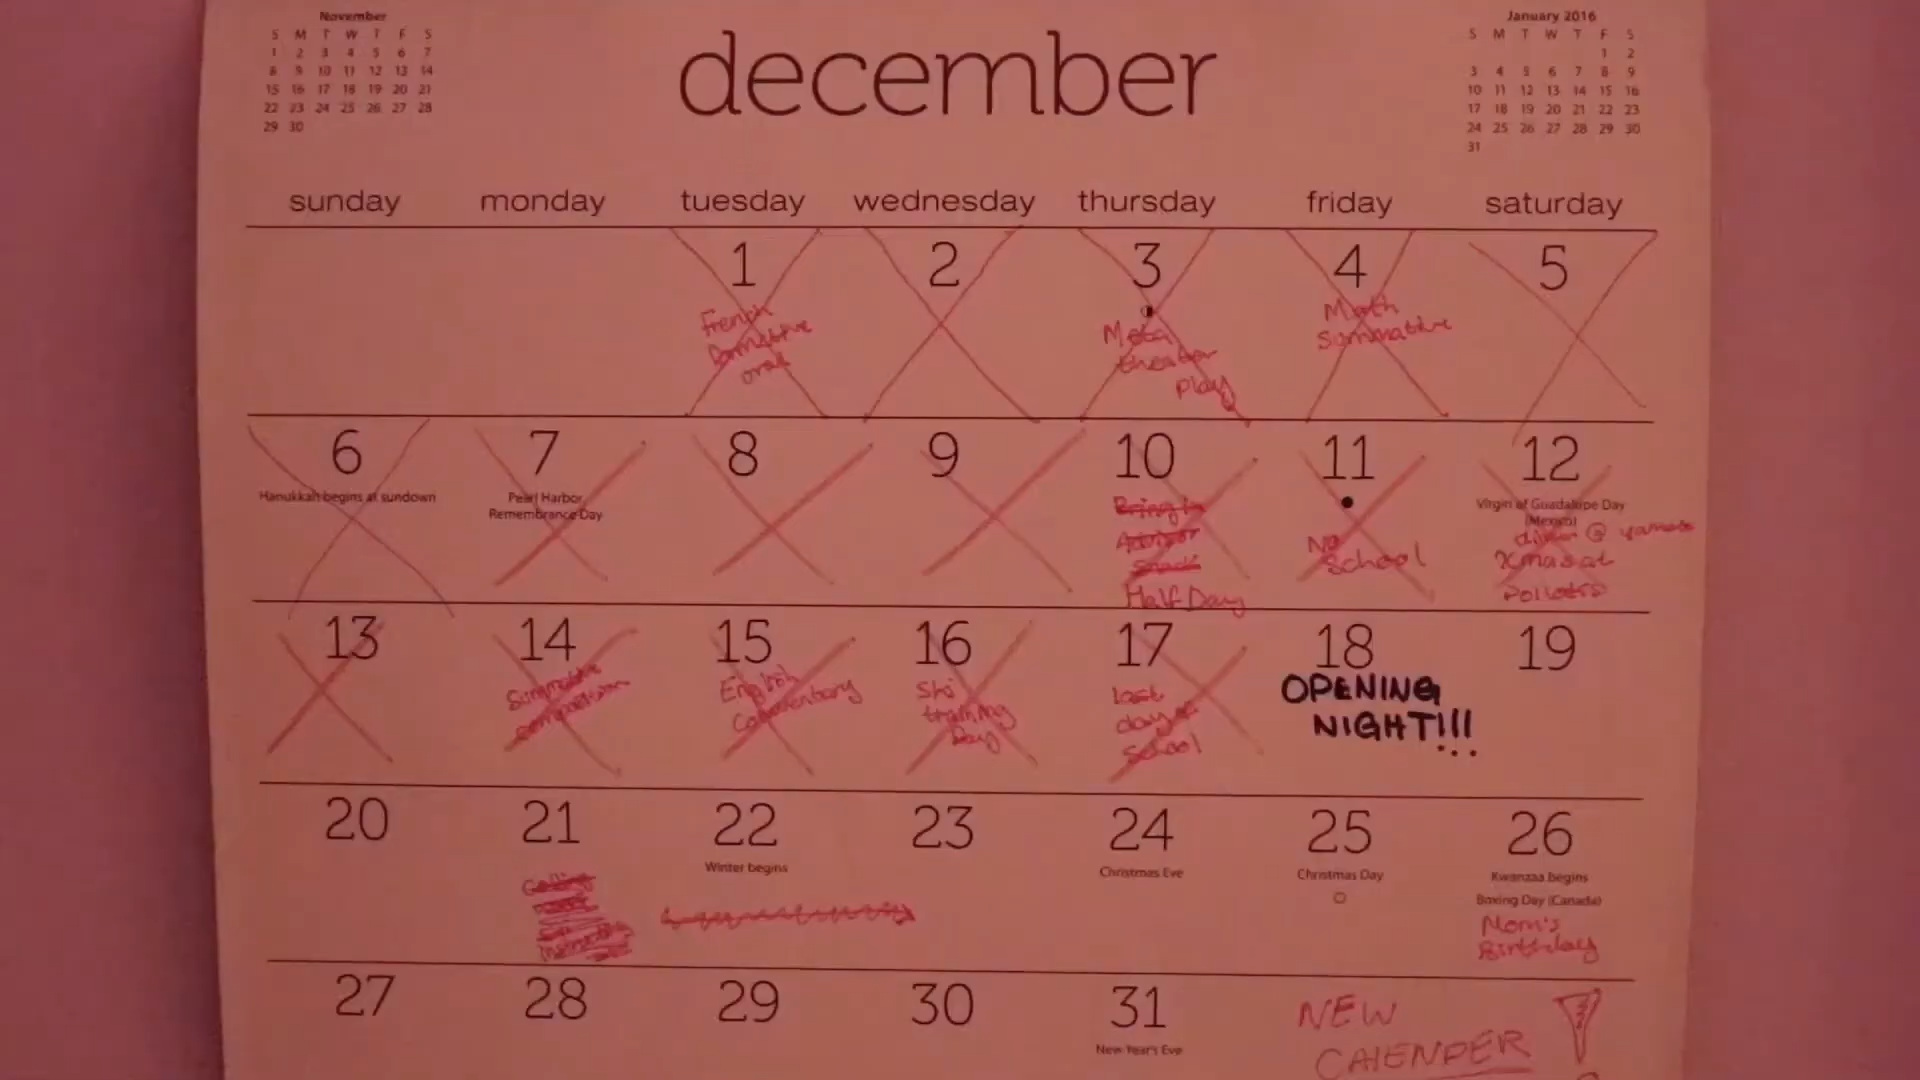 November
S M T W T F S
1 2 3 4 5 6 7
8 9 10 11 12 13 14
15 16 17 18 19 20 21
22 23 24 25 26 27 28
29 30
december
January 2016
S M T W T F S
1 2
3 4 5 6 7 8 9
10 11 12 13 14 15 16
17 18 19 20 21 22 23
24 25 26 27 28 29 30
31
sunday monday tuesday wednesday thursday friday saturday
1 2 3 4 5
French
formative
oral
Meta
theater
play
Math
Summative
6 7 8 9 10 11 12
Hanukkah begins at sundown
Pearl Harbor
Remembrance Day
Bring in
Advisor
Snack
Half Day
No
School
Virgin of Guadalupe Day
(Mexico)
@
Xmas at
13 14 15 16 17 18 19
Summative
English
Commentary
training
Day
last
day of
School
OPENING
NIGHT!!!
20 21 22 23 24 25 26
Winter begins
Christmas Eve
Christmas Day
Kwanzaa begins
Boxing Day (Canada)
Mom's
Birthday
27 28 29 30 31
New Year's Eve
NEW
CALENDER